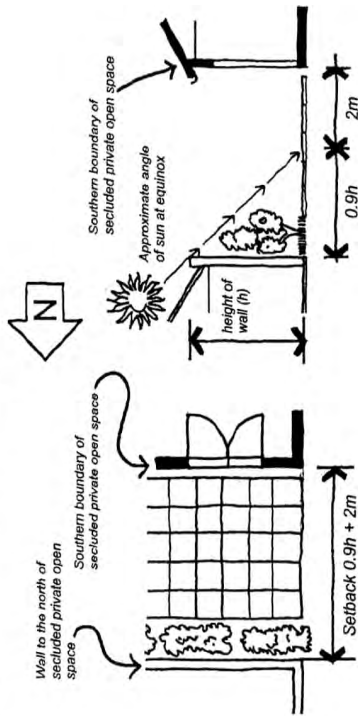 N
Wall to the north of
secluded private open
space
Southern boundary of
secluded private open space
Setback 0.9h + 2m
Approximate angle
of sun at equinox
Southern boundary of
secluded private open space
height of
wall (h)
0.9h
2m